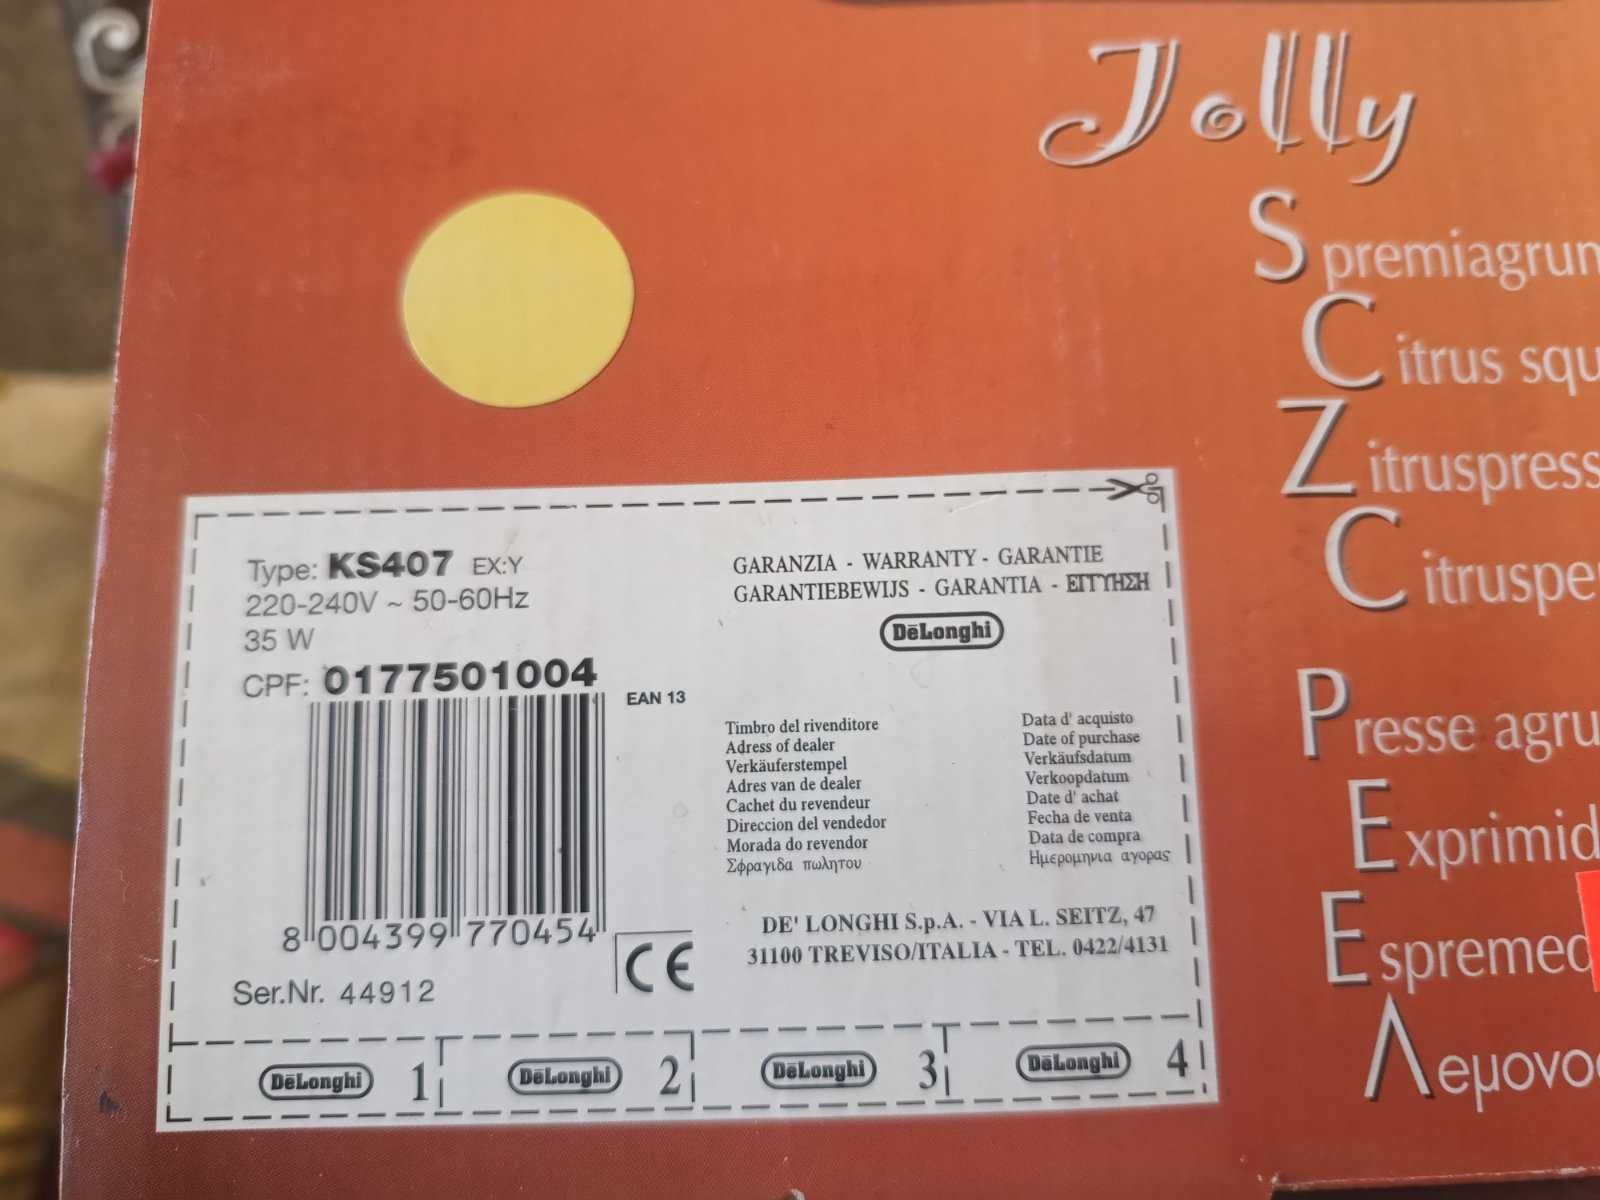 Jolly
Spremiagrum
Citrus squ
Zitruspress
Citruspe
Presse agru
Exprimid
Espremed
Λεμονο
Type: KS407 EX:Y
220-240V ~ 50-60Hz
35 W
CPF: 0177501004
EAN 13
8 004399 770454
CE
Ser.Nr. 44912
GARANZIA - WARRANTY - GARANTIE
GARANTIEBEWIJS - GARANTIA - ΕΓΓΥΗΣΗ
DēLonghi
Timbro del rivenditore
Adress of dealer
Verkäuferstempel
Adres van de dealer
Cachet du revendeur
Direccion del vendedor
Morada do revendor
Σφραγιδα πωλητου
Data d' acquisto
Date of purchase
Verkäufsdatum
Verkoopdatum
Date d' achat
Fecha de venta
Data de compra
Ημερομηνια αγορας
DE' LONGHI S.p.A. - VIA L. SEITZ, 47
31100 TREVISO/ITALIA - TEL. 0422/4131
DēLonghi 1
DēLonghi 2
DēLonghi 3
DēLonghi 4